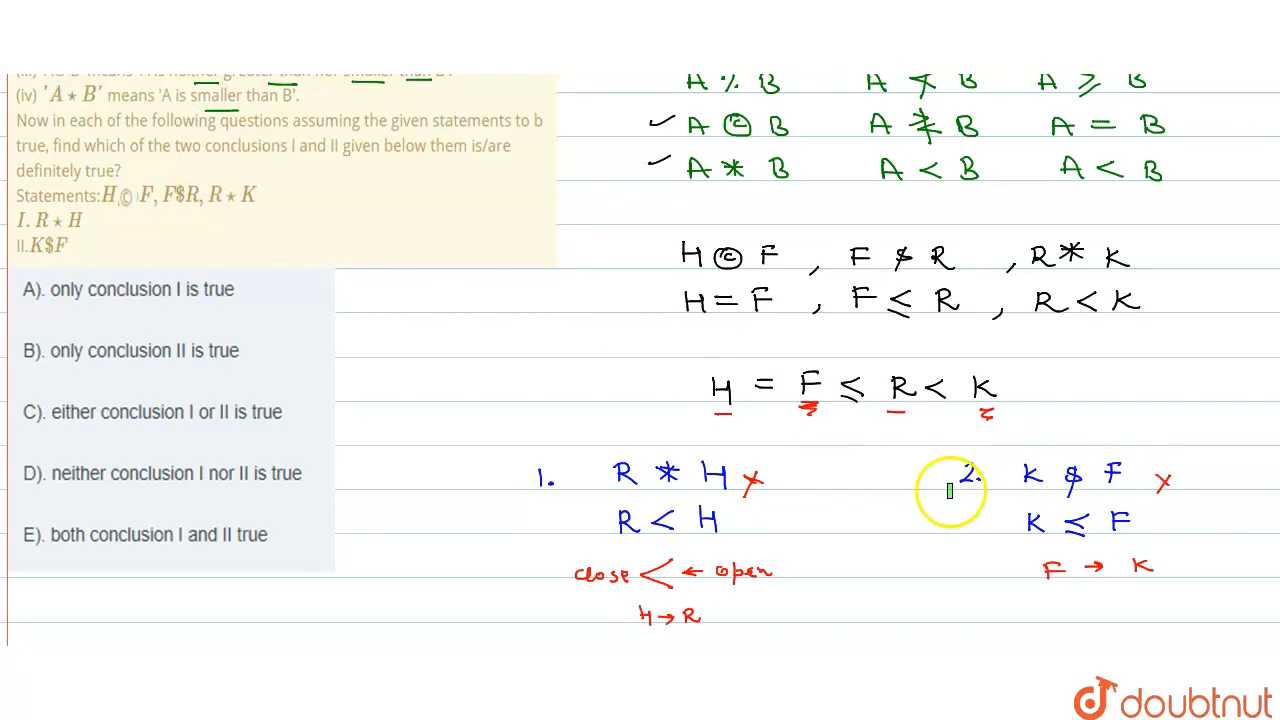 (iv) 'A ⋆ B' means 'A is smaller than B'.
Now in each of the following questions assuming the given statements to b
true, find which of the two conclusions I and II given below them is/are
definitely true?
Statements:H © F, F$R, R ⋆ K
I. R ⋆ H
II.K$F
A). only conclusion I is true
B). only conclusion II is true
C). either conclusion I or II is true
D). neither conclusion I nor II is true
E). both conclusion I and II true
A % B A ≮ B A ≥ B
✓ A © B A B A = B
✓ A * B A < B A < B
H © F , F $ R , R * K
H = F , F ≤ R , R < K
H = F ≤ R < K
1. R * H ✗
R < H
close < ← open
H → R
2. K $ F ✗
K ≤ F
F → K
doubtnut